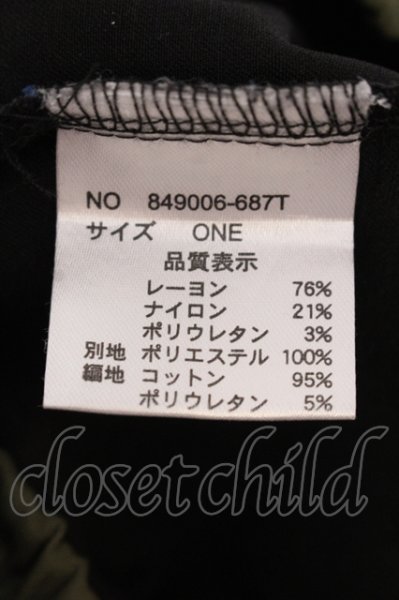 NO 849006-687T
サイズ ONE
品質表示
レーヨン 76%
ナイロン 21%
ポリウレタン 3%
別地 ポリエステル 100%
編地 コットン 95%
ポリウレタン 5%
closetchild